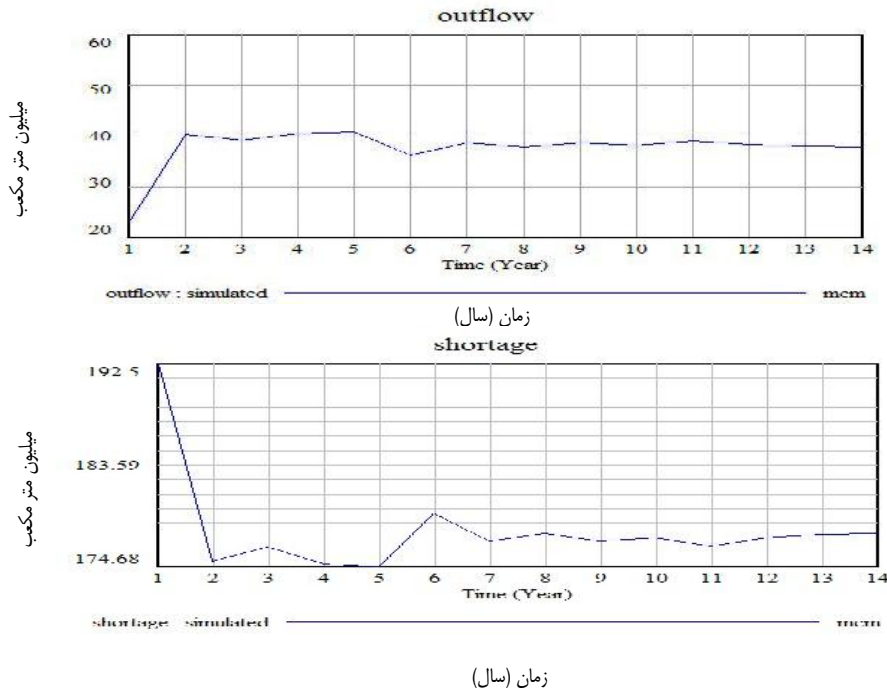 outflow
60
50
40
30
20
میلیون متر مکعب
1 2 3 4 5 6 7 8 9 10 11 12 13 14
Time (Year)
outflow : simulated mcm
زمان (سال)
shortage
192.5
183.59
174.68
میلیون متر مکعب
1 2 3 4 5 6 7 8 9 10 11 12 13 14
Time (Year)
shortage : simulated mcm
زمان (سال)